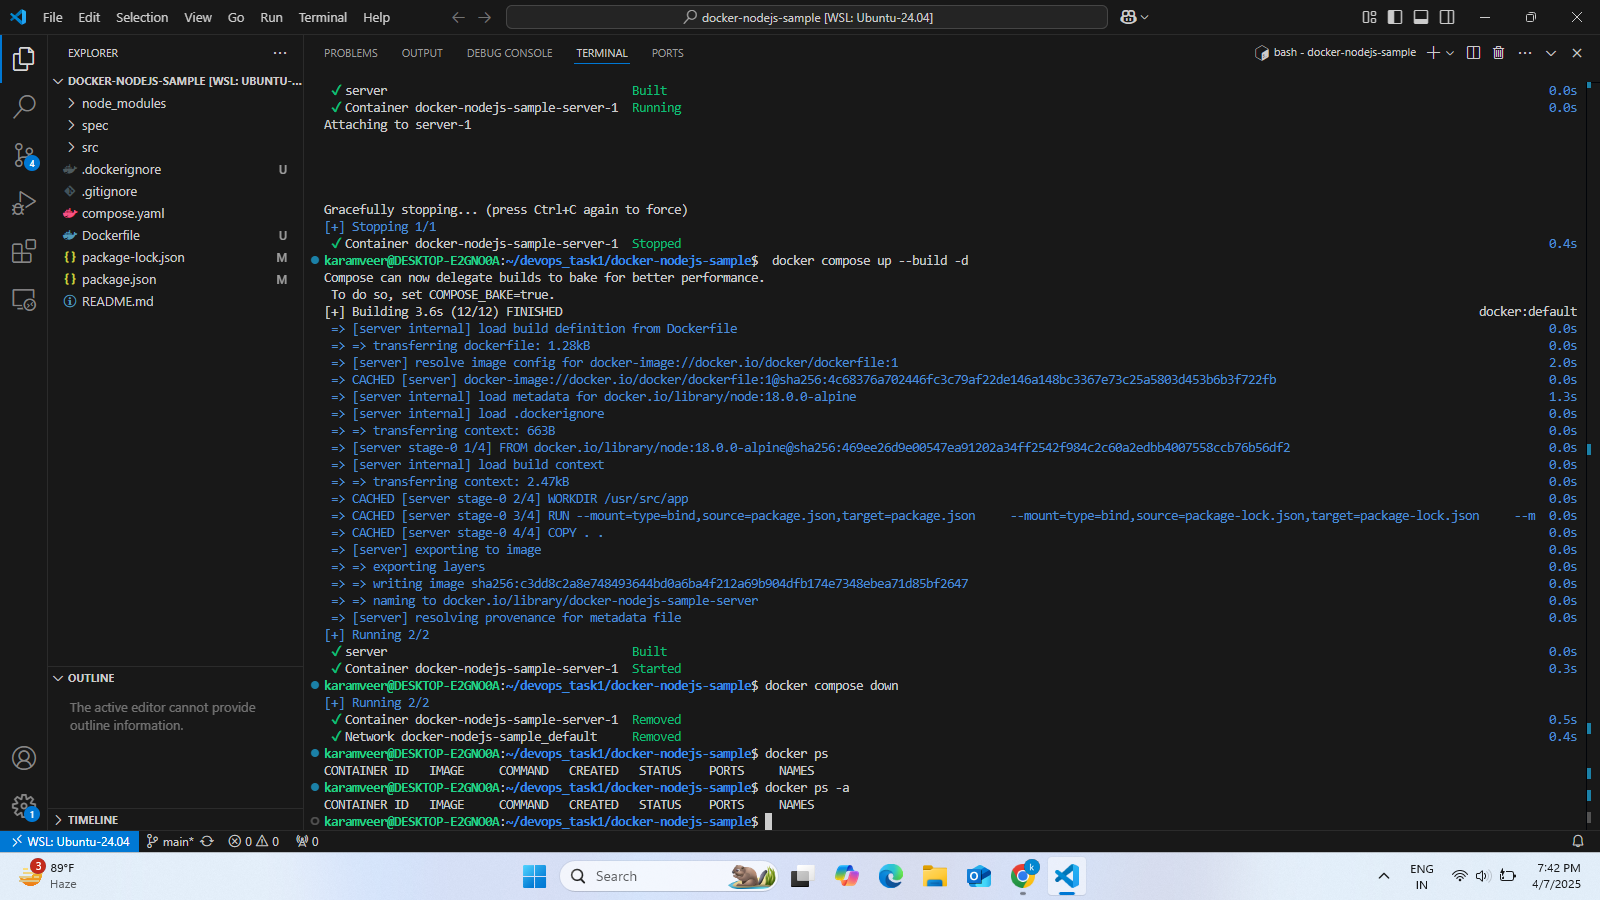 File Edit Selection View Go Run Terminal Help
docker-nodejs-sample [WSL: Ubuntu-24.04]
EXPLORER
PROBLEMS OUTPUT DEBUG CONSOLE TERMINAL PORTS
bash - docker-nodejs-sample
DOCKER-NODEJS-SAMPLE [WSL: UBUNTU-...
node_modules
spec
src
.dockerignore U
.gitignore
compose.yaml
Dockerfile U
package-lock.json M
package.json M
README.md
4
1
OUTLINE
The active editor cannot provide
outline information.
TIMELINE
✓ server Built 0.0s
✓ Container docker-nodejs-sample-server-1 Running 0.0s
Attaching to server-1
Gracefully stopping... (press Ctrl+C again to force)
[+] Stopping 1/1
✓ Container docker-nodejs-sample-server-1 Stopped 0.4s
karamveer@DESKTOP-E2GNO0A:~/devops_task1/docker-nodejs-sample$ docker compose up --build -d
Compose can now delegate builds to bake for better performance.
To do so, set COMPOSE_BAKE=true.
[+] Building 3.6s (12/12) FINISHED docker:default
=> [server internal] load build definition from Dockerfile 0.0s
=> => transferring dockerfile: 1.28kB 0.0s
=> [server] resolve image config for docker-image://docker.io/docker/dockerfile:1 2.0s
=> CACHED [server] docker-image://docker.io/docker/dockerfile:1@sha256:4c68376a702446fc3c79af22de146a148bc3367e73c25a5803d453b6b3f722fb 0.0s
=> [server internal] load metadata for docker.io/library/node:18.0.0-alpine 1.3s
=> [server internal] load .dockerignore 0.0s
=> => transferring context: 663B 0.0s
=> [server stage-0 1/4] FROM docker.io/library/node:18.0.0-alpine@sha256:469ee26d9e00547ea91202a34ff2542f984c2c60a2edbb4007558ccb76b56df2 0.0s
=> [server internal] load build context 0.0s
=> => transferring context: 2.47kB 0.0s
=> CACHED [server stage-0 2/4] WORKDIR /usr/src/app 0.0s
=> CACHED [server stage-0 3/4] RUN --mount=type=bind,source=package.json,target=package.json --mount=type=bind,source=package-lock.json,target=package-lock.json --m 0.0s
=> CACHED [server stage-0 4/4] COPY . . 0.0s
=> [server] exporting to image 0.0s
=> => exporting layers 0.0s
=> => writing image sha256:c3dd8c2a8e748493644bd0a6ba4f212a69b904dfb174e7348ebea71d85bf2647 0.0s
=> => naming to docker.io/library/docker-nodejs-sample-server 0.0s
=> [server] resolving provenance for metadata file 0.0s
[+] Running 2/2
✓ server Built 0.0s
✓ Container docker-nodejs-sample-server-1 Started 0.3s
karamveer@DESKTOP-E2GNO0A:~/devops_task1/docker-nodejs-sample$ docker compose down
[+] Running 2/2
✓ Container docker-nodejs-sample-server-1 Removed 0.5s
✓ Network docker-nodejs-sample_default Removed 0.4s
karamveer@DESKTOP-E2GNO0A:~/devops_task1/docker-nodejs-sample$ docker ps
CONTAINER ID IMAGE COMMAND CREATED STATUS PORTS NAMES
karamveer@DESKTOP-E2GNO0A:~/devops_task1/docker-nodejs-sample$ docker ps -a
CONTAINER ID IMAGE COMMAND CREATED STATUS PORTS NAMES
karamveer@DESKTOP-E2GNO0A:~/devops_task1/docker-nodejs-sample$
WSL: Ubuntu-24.04 main* 0 0 0
3
89°F
Haze
Search
k
ENG
IN
7:42 PM
4/7/2025